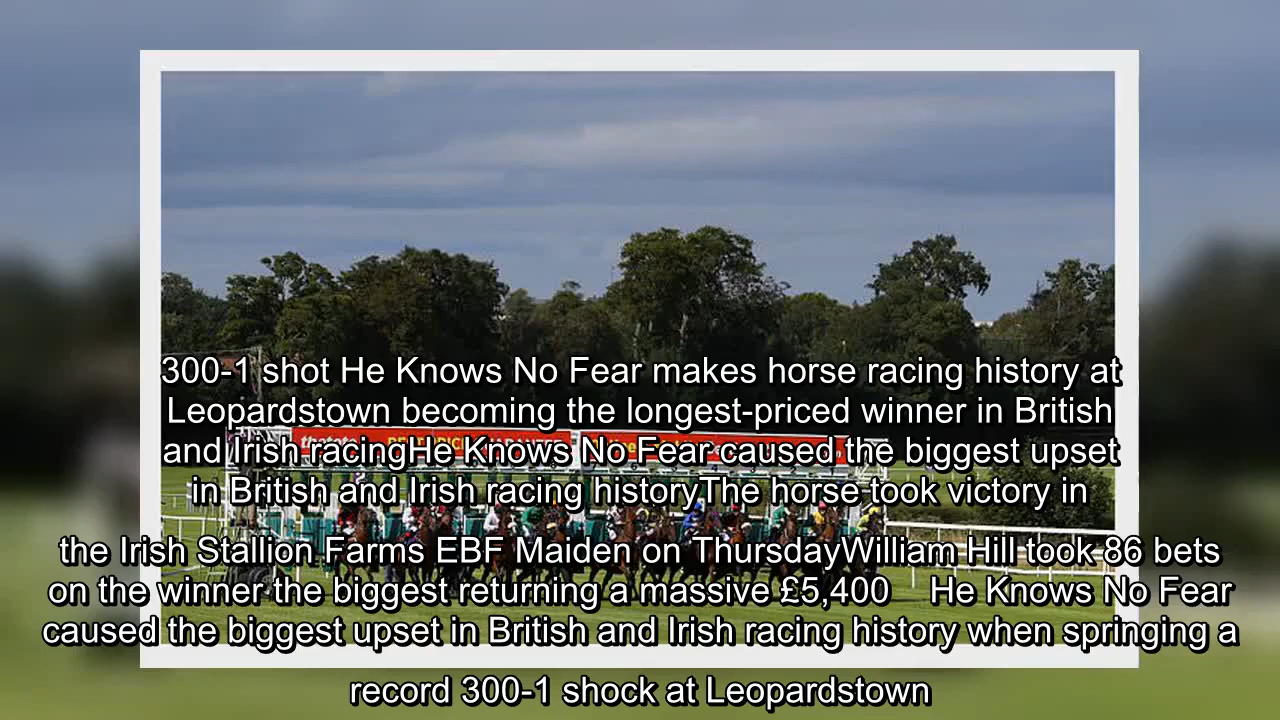 300-1 shot He Knows No Fear makes horse racing history at
Leopardstown becoming the longest-priced winner in British
and Irish racingHe Knows No Fear caused the biggest upset
in British and Irish racing historyThe horse took victory in
the Irish Stallion Farms EBF Maiden on ThursdayWilliam Hill took 86 bets
on the winner the biggest returning a massive £5,400    He Knows No Fear
caused the biggest upset in British and Irish racing history when springing a
record 300-1 shock at Leopardstown